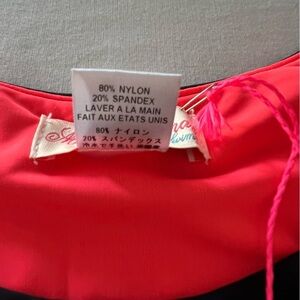 80% NYLON
20% SPANDEX
LAVER A LA MAIN
FAIT AUX ETATS UNIS
80% ナイロン
20% スパンデックス